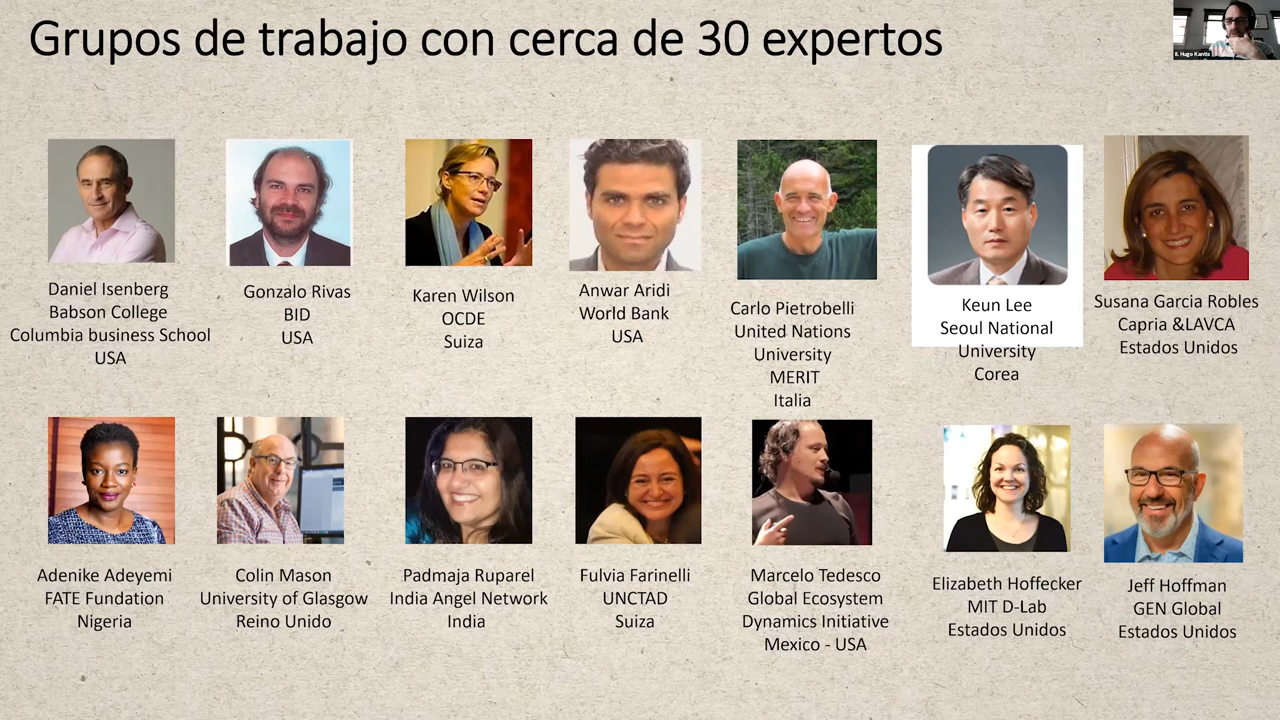 Grupos de trabajo con cerca de 30 expertos
S. Hugo Kantis
Daniel Isenberg
Babson College
Columbia business School
USA
Gonzalo Rivas
BID
USA
Karen Wilson
OCDE
Suiza
Anwar Aridi
World Bank
USA
Carlo Pietrobelli
United Nations
University
MERIT
Italia
Keun Lee
Seoul National
University
Corea
Susana Garcia Robles
Capria &LAVCA
Estados Unidos
Adenike Adeyemi
FATE Fundation
Nigeria
Colin Mason
University of Glasgow
Reino Unido
Padmaja Ruparel
India Angel Network
India
Fulvia Farinelli
UNCTAD
Suiza
Marcelo Tedesco
Global Ecosystem
Dynamics Initiative
Mexico - USA
Elizabeth Hoffecker
MIT D-Lab
Estados Unidos
Jeff Hoffman
GEN Global
Estados Unidos